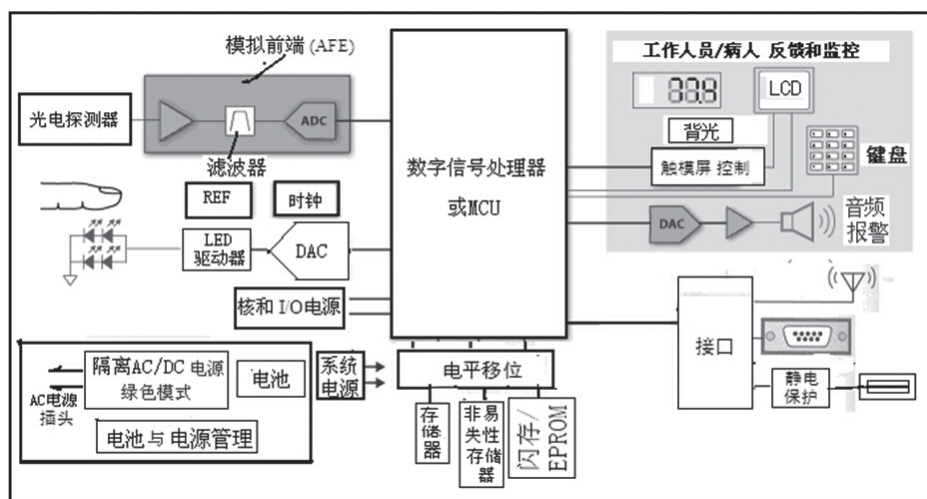 模拟前端 (AFE)
光电探测器
ADC
滤波器
REF
时钟
LED
驱动器
DAC
核和 I/O电源
数字信号处理器
或MCU
工作人员/病人 反馈和监控
LCD
背光
触模屏 控制
键盘
DAC
音频
报警
接口
静电
保护
隔离AC/DC 电源
绿色模式
电池
AC电源
插头
电池与 电源管理
系统
电源
电平移位
存储器
非易失性存储器
闪存/
EPROM